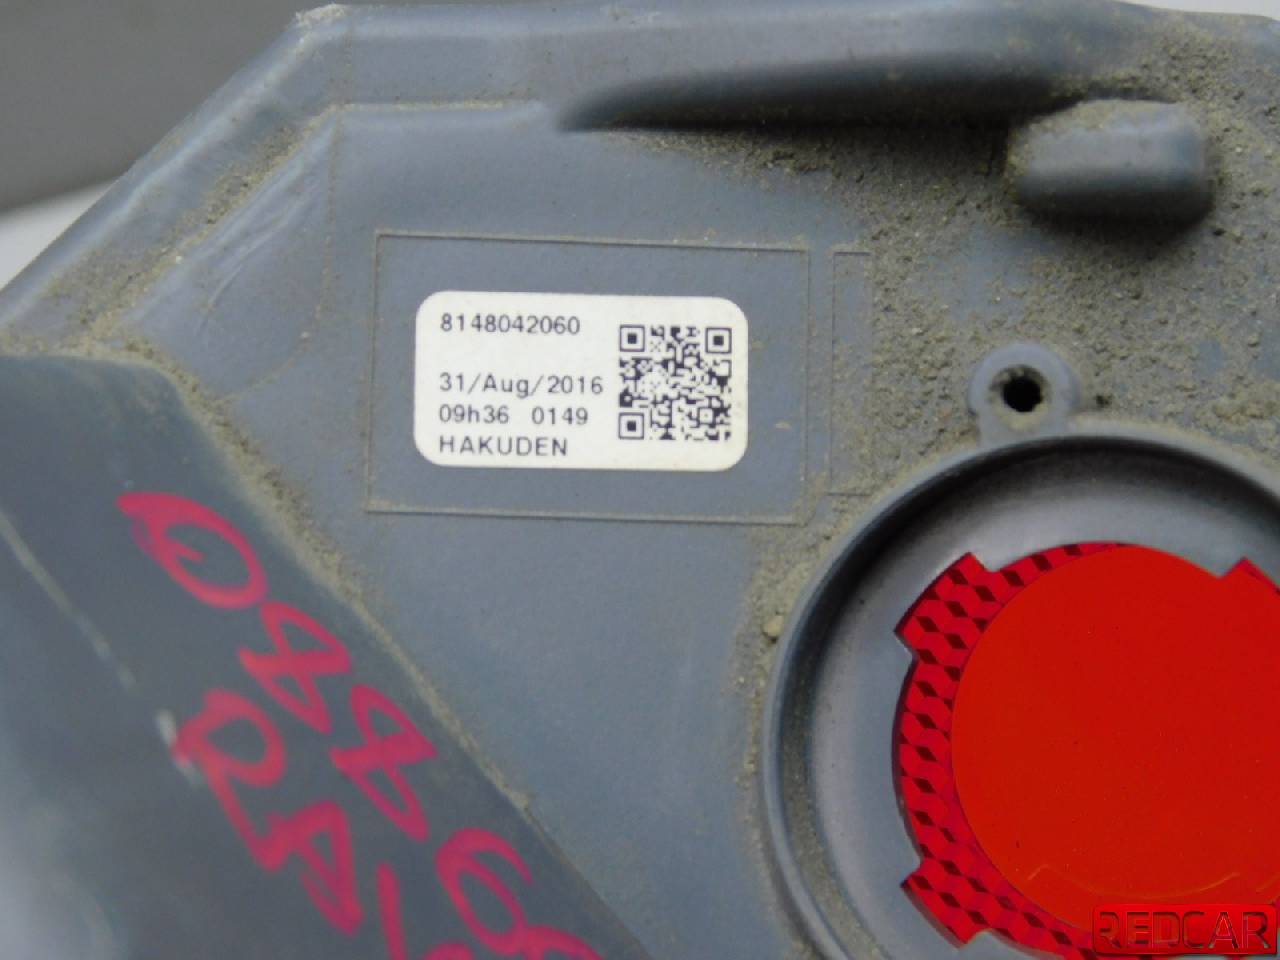 8148042060
31/Aug/2016
09h36 0149
HAKUDEN
REDCAR